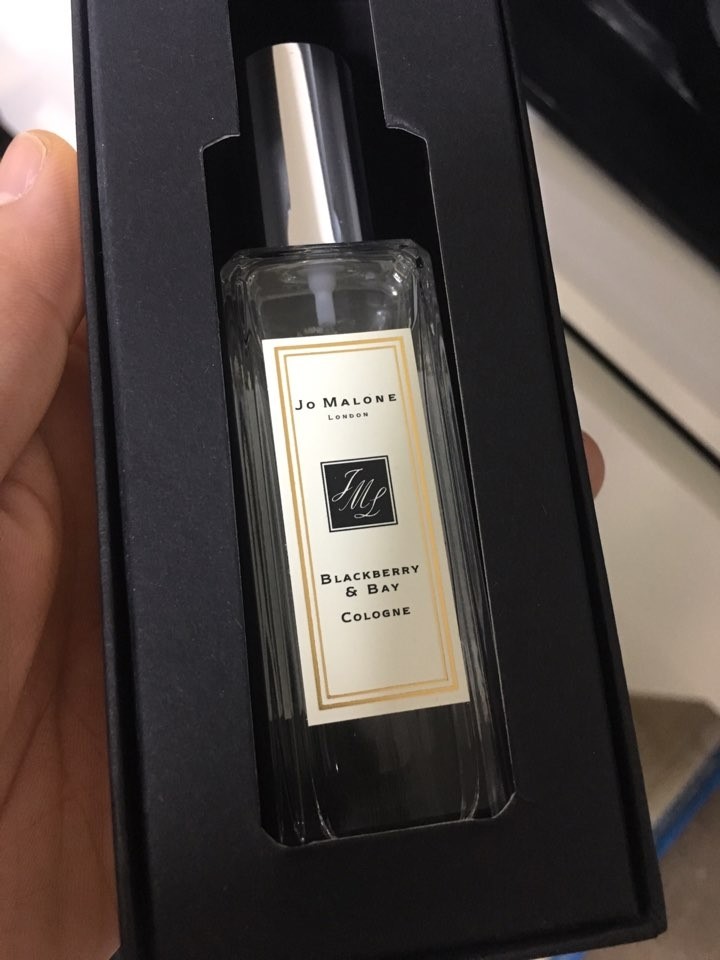 Jo Malone
London
JML
Blackberry
& Bay
Cologne